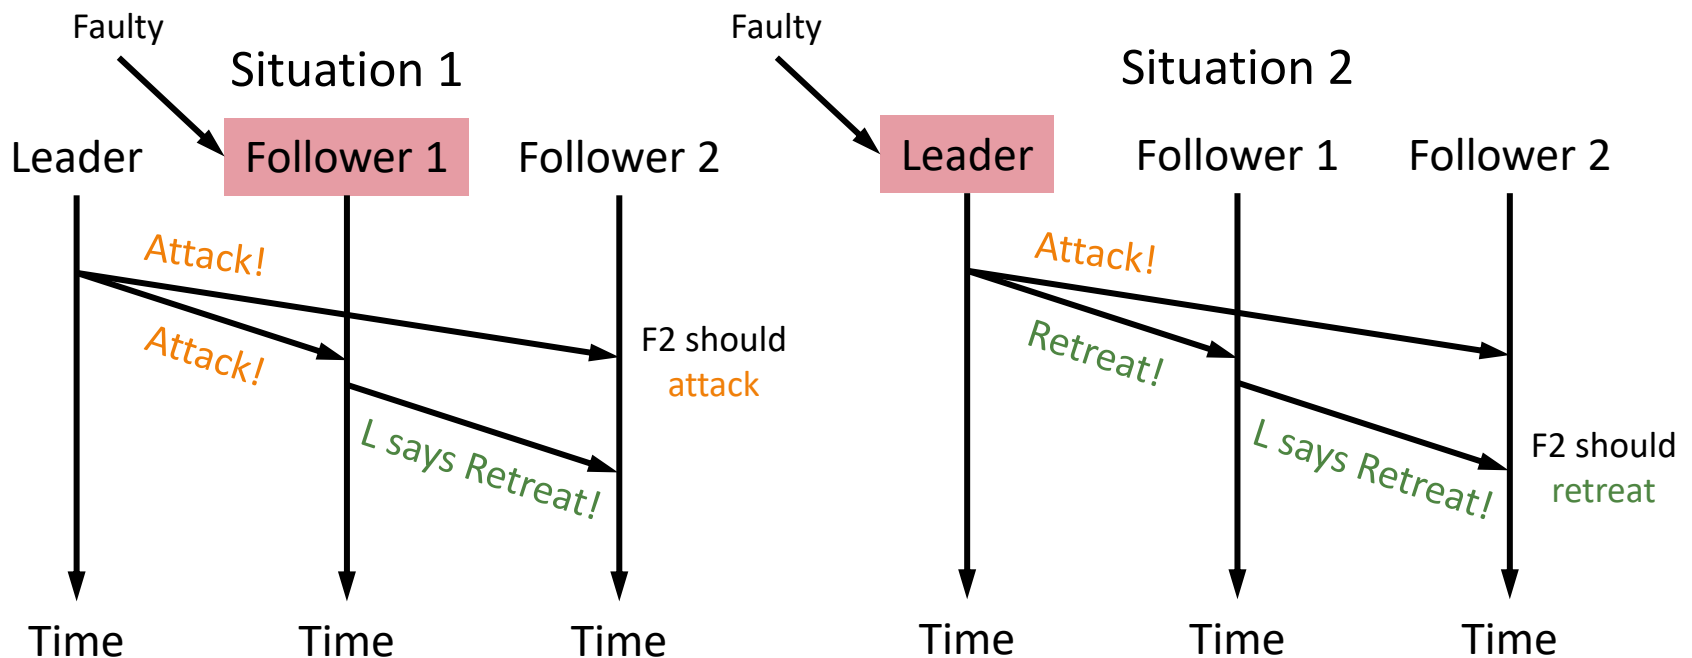 Faulty
Situation 1
Leader
Follower 1
Follower 2
Attack!
Attack!
F2 should
attack
L says Retreat!
Time
Time
Time
Faulty
Situation 2
Leader
Follower 1
Follower 2
Attack!
Retreat!
L says Retreat!
F2 should
retreat
Time
Time
Time